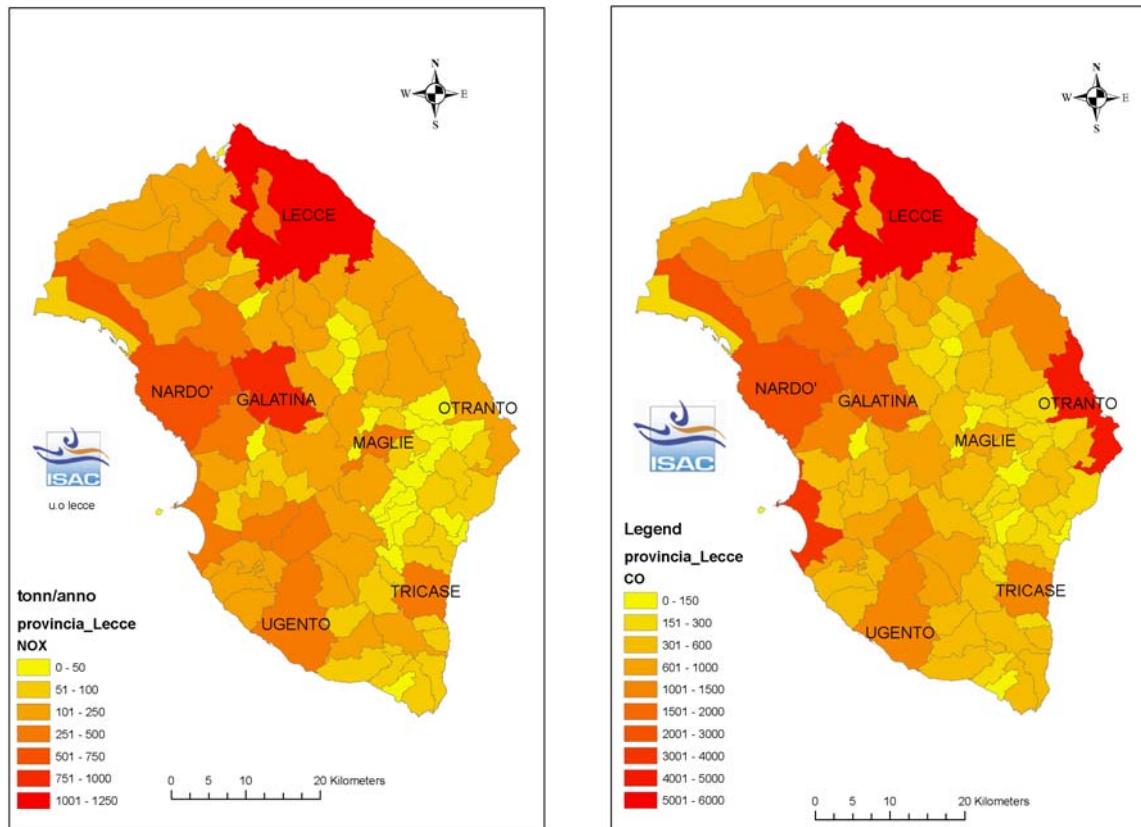 N
W E
S
LECCE
NARDO'
GALATINA
OTRANTO
MAGLIE
TRICASE
UGENTO
ISAC
u.o lecce
tonn/anno
provincia_Lecce
NOX
0 - 50
51 - 100
101 - 250
251 - 500
501 - 750
751 - 1000
1001 - 1250
0 5 10 20 Kilometers
N
W E
S
LECCE
NARDO'
GALATINA
OTRANTO
MAGLIE
TRICASE
UGENTO
ISAC
Legend
provincia_Lecce
CO
0 - 150
151 - 300
301 - 600
601 - 1000
1001 - 1500
1501 - 2000
2001 - 3000
3001 - 4000
4001 - 5000
5001 - 6000
0 5 10 20 Kilometers